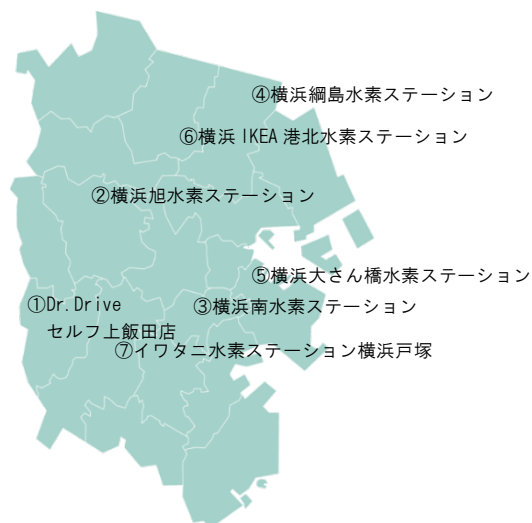 ④横浜綱島水素ステーション
⑥横浜 IKEA 港北水素ステーション
②横浜旭水素ステーション
⑤横浜大さん橋水素ステーション
①Dr.Drive
セルフ上飯田店
③横浜南水素ステーション
⑦イワタニ水素ステーション横浜戸塚